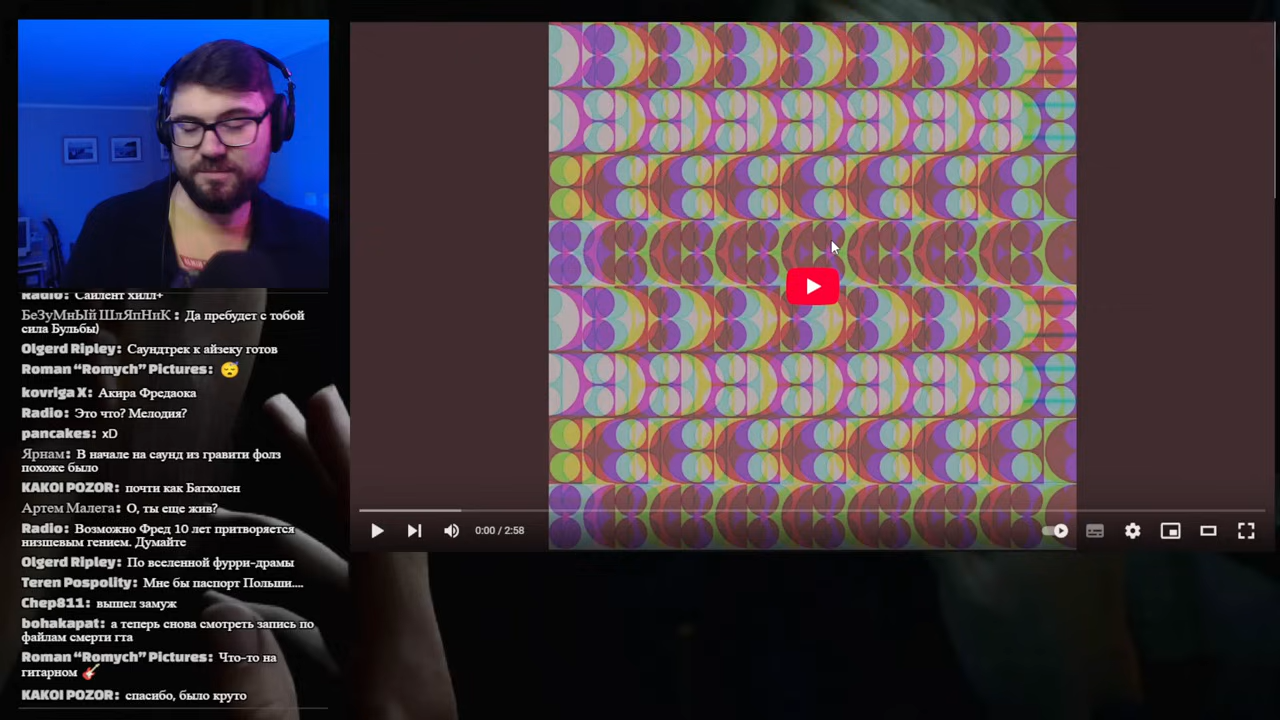 Radio: Сайлент хилл+
БеЗуМнЫй ШлЯпНиК : Да пребудет с тобой
сила Бульбы)
Olgerd Ripley: Саундтрек к айзеку готов
Roman “Romych” Pictures: 😴
kovriga X: Акира Фредаока
Radio: Это что? Мелодия?
pancakes: xD
Ярнам: В начале на саунд из гравити фолз
похоже было
KAKOI POZOR: почти как Батхолен
Артем Малега: О, ты еще жив?
Radio: Возможно Фред 10 лет притворяется
низшевым гением. Думайте
Olgerd Ripley: По вселенной фурри-драмы
Teren Pospolity: Мне бы паспорт Польши....
Chep811: вышел замуж
bohakapat: а теперь снова смотреть запись по
файлам смерти гта
Roman “Romych” Pictures: Что-то на
гитарном 🎸
KAKOI POZOR: спасибо, было круто
0:00 / 2:58